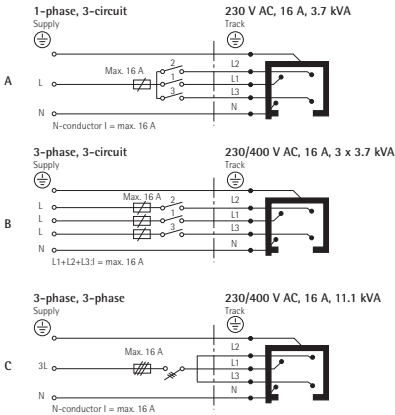 1-phase, 3-circuit 230 V AC, 16 A, 3.7 kVA
Supply Track
A
Max. 16 A
2
1
3
L
N
L2
L1
L3
N
N-conductor I = max. 16 A
3-phase, 3-circuit 230/400 V AC, 16 A, 3 x 3.7 kVA
Supply Track
B
Max. 16 A
2
1
3
L
L
L
N
L2
L1
L3
N
L1+L2+L3:I = max. 16 A
3-phase, 3-phase 230/400 V AC, 16 A, 11.1 kVA
Supply Track
C
Max. 16 A
3L
N
L2
L1
L3
N
N-conductor I = max. 16 A